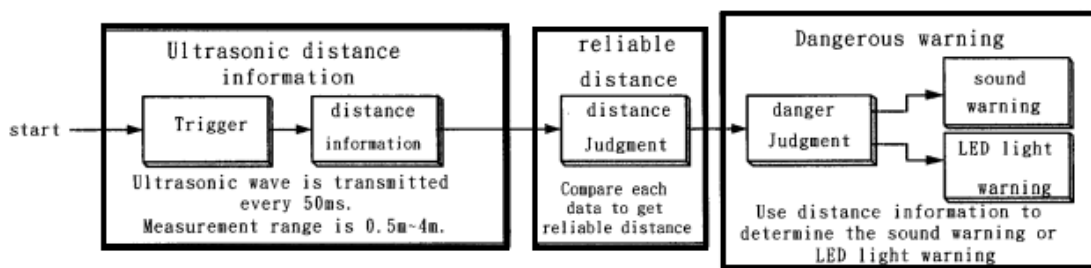 start
Ultrasonic distance
information
Trigger
distance
information
Ultrasonic wave is transmitted
every 50ms.
Measurement range is 0.5m~4m.
reliable
distance
distance
Judgment
Compare each
data to get
reliable distance
Dangerous warning
danger
Judgment
sound
warning
LED light
warning
Use distance information to
determine the sound warning or
LED light warning